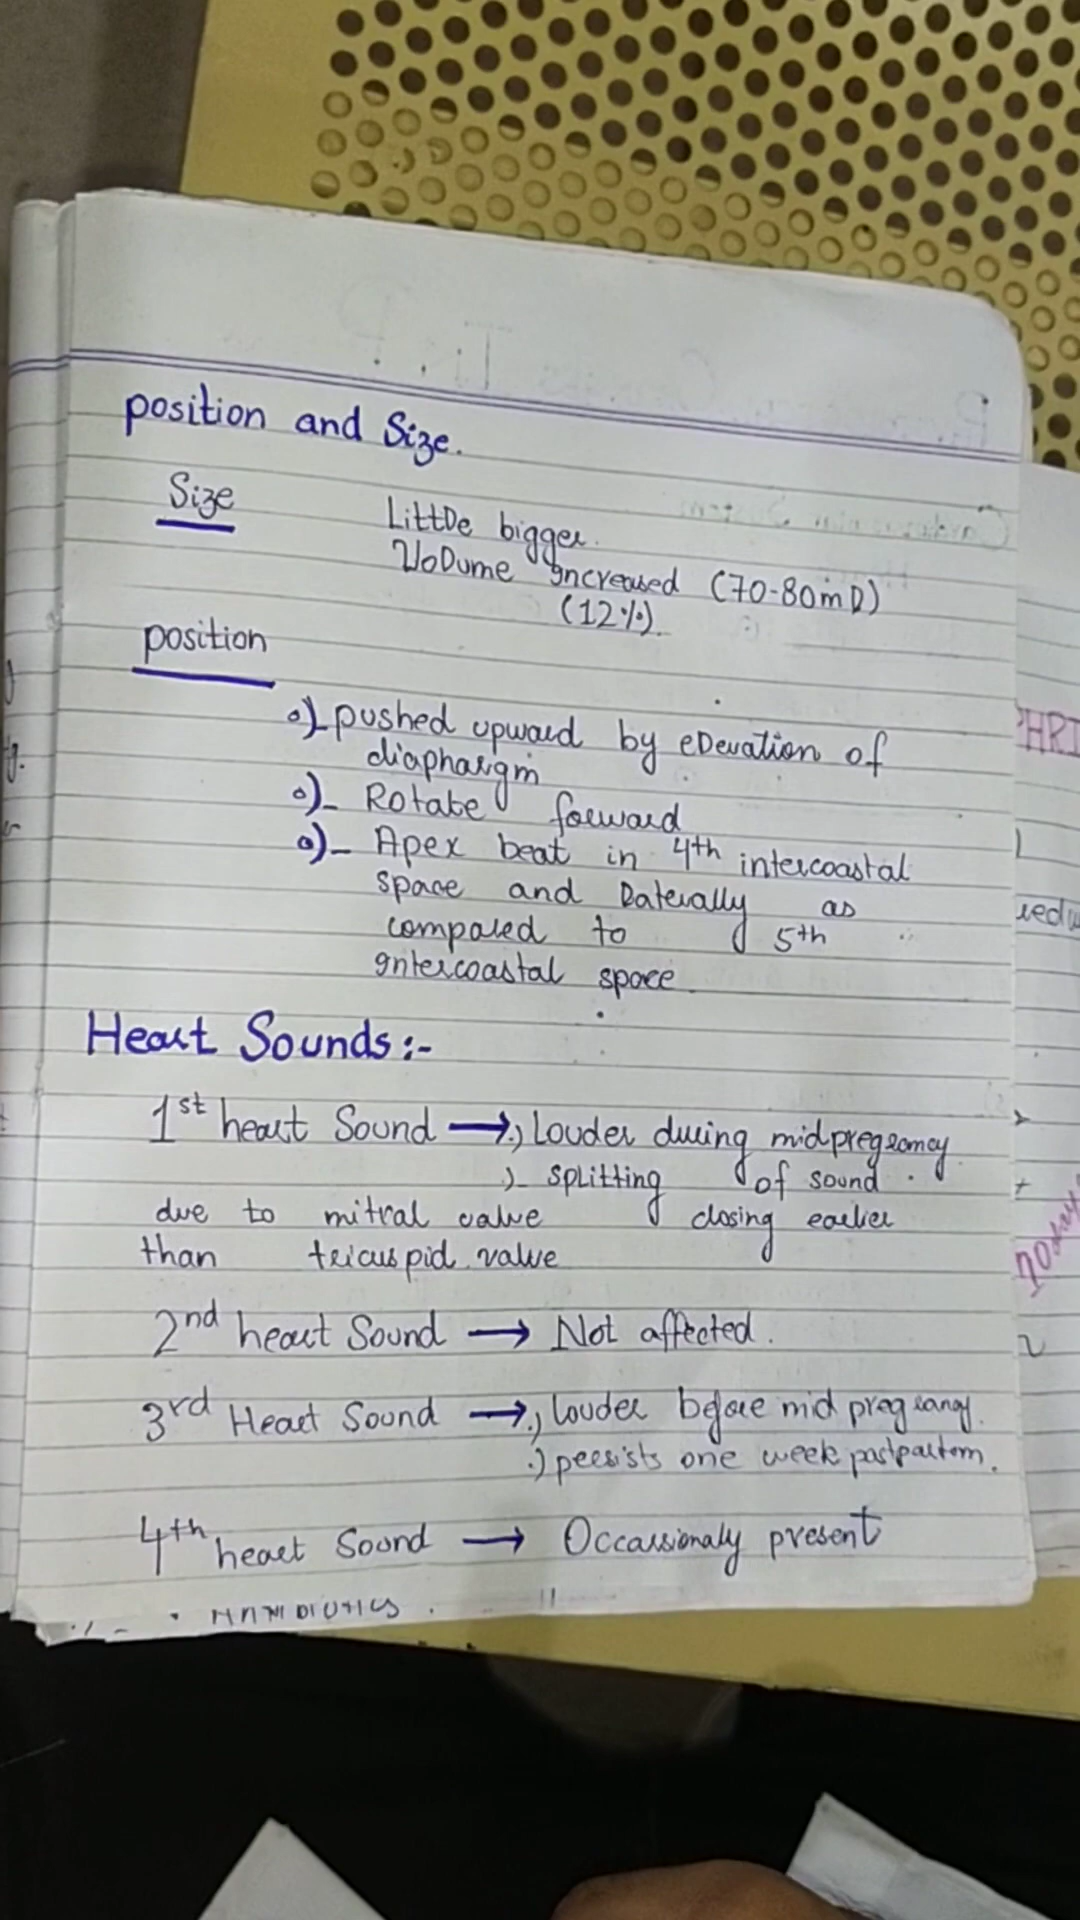 position and Size.
Size
Little bigger.
Volume increased (70-80 ml)
(12%).
position
pushed upward by elevation of
diaphargm
Rotate forward
Apex beat in 4th intercoastal
space and laterally as
compared to 5th
intercoastal space.
Heart Sounds:-
1st heart Sound → Louder during midpregnancy
splitting of sound
due to mitral valve closing earlier
than tricuspid valve
2nd heart Sound → Not affected.
3rd Heart Sound → louder before mid pregnancy.
persists one week postpartom.
4th heart Sound → Occassionaly present